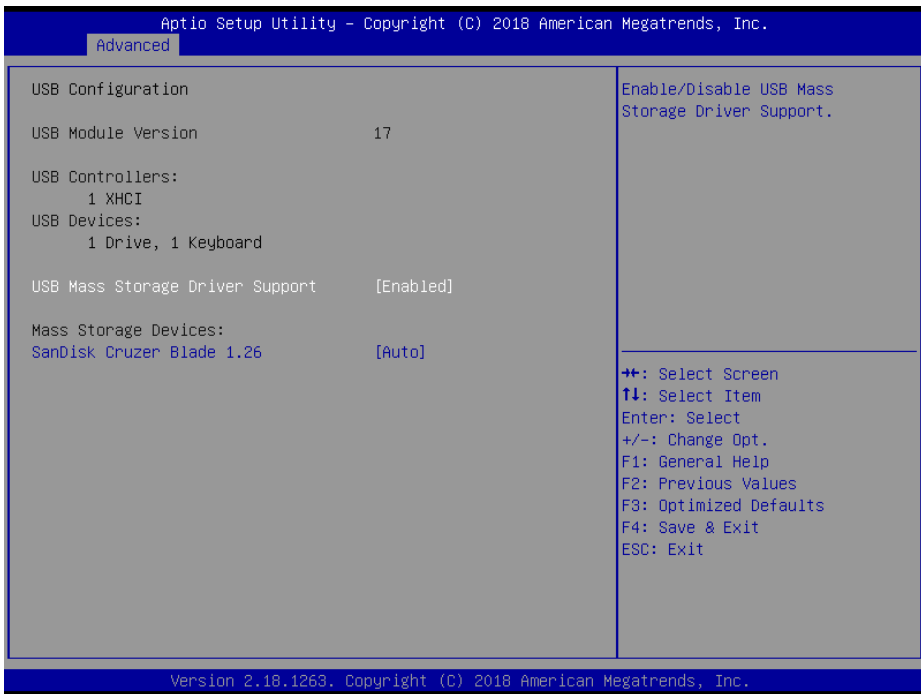 Aptio Setup Utility – Copyright (C) 2018 American Megatrends, Inc.
Advanced
USB Configuration
USB Module Version 17
USB Controllers:
1 XHCI
USB Devices:
1 Drive, 1 Keyboard
USB Mass Storage Driver Support [Enabled]
Mass Storage Devices:
SanDisk Cruzer Blade 1.26 [Auto]
Enable/Disable USB Mass
Storage Driver Support.
→←: Select Screen
↑↓: Select Item
Enter: Select
+/-: Change Opt.
F1: General Help
F2: Previous Values
F3: Optimized Defaults
F4: Save & Exit
ESC: Exit
Version 2.18.1263. Copyright (C) 2018 American Megatrends, Inc.